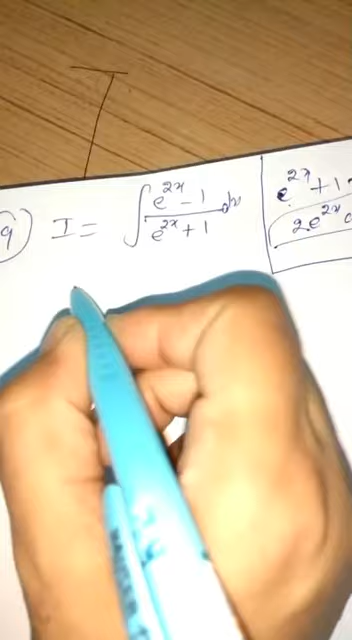 9) I = ∫ e^{2x} - 1 / e^{2x} + 1 dx
e^{2x} + 1
2e^{2x}